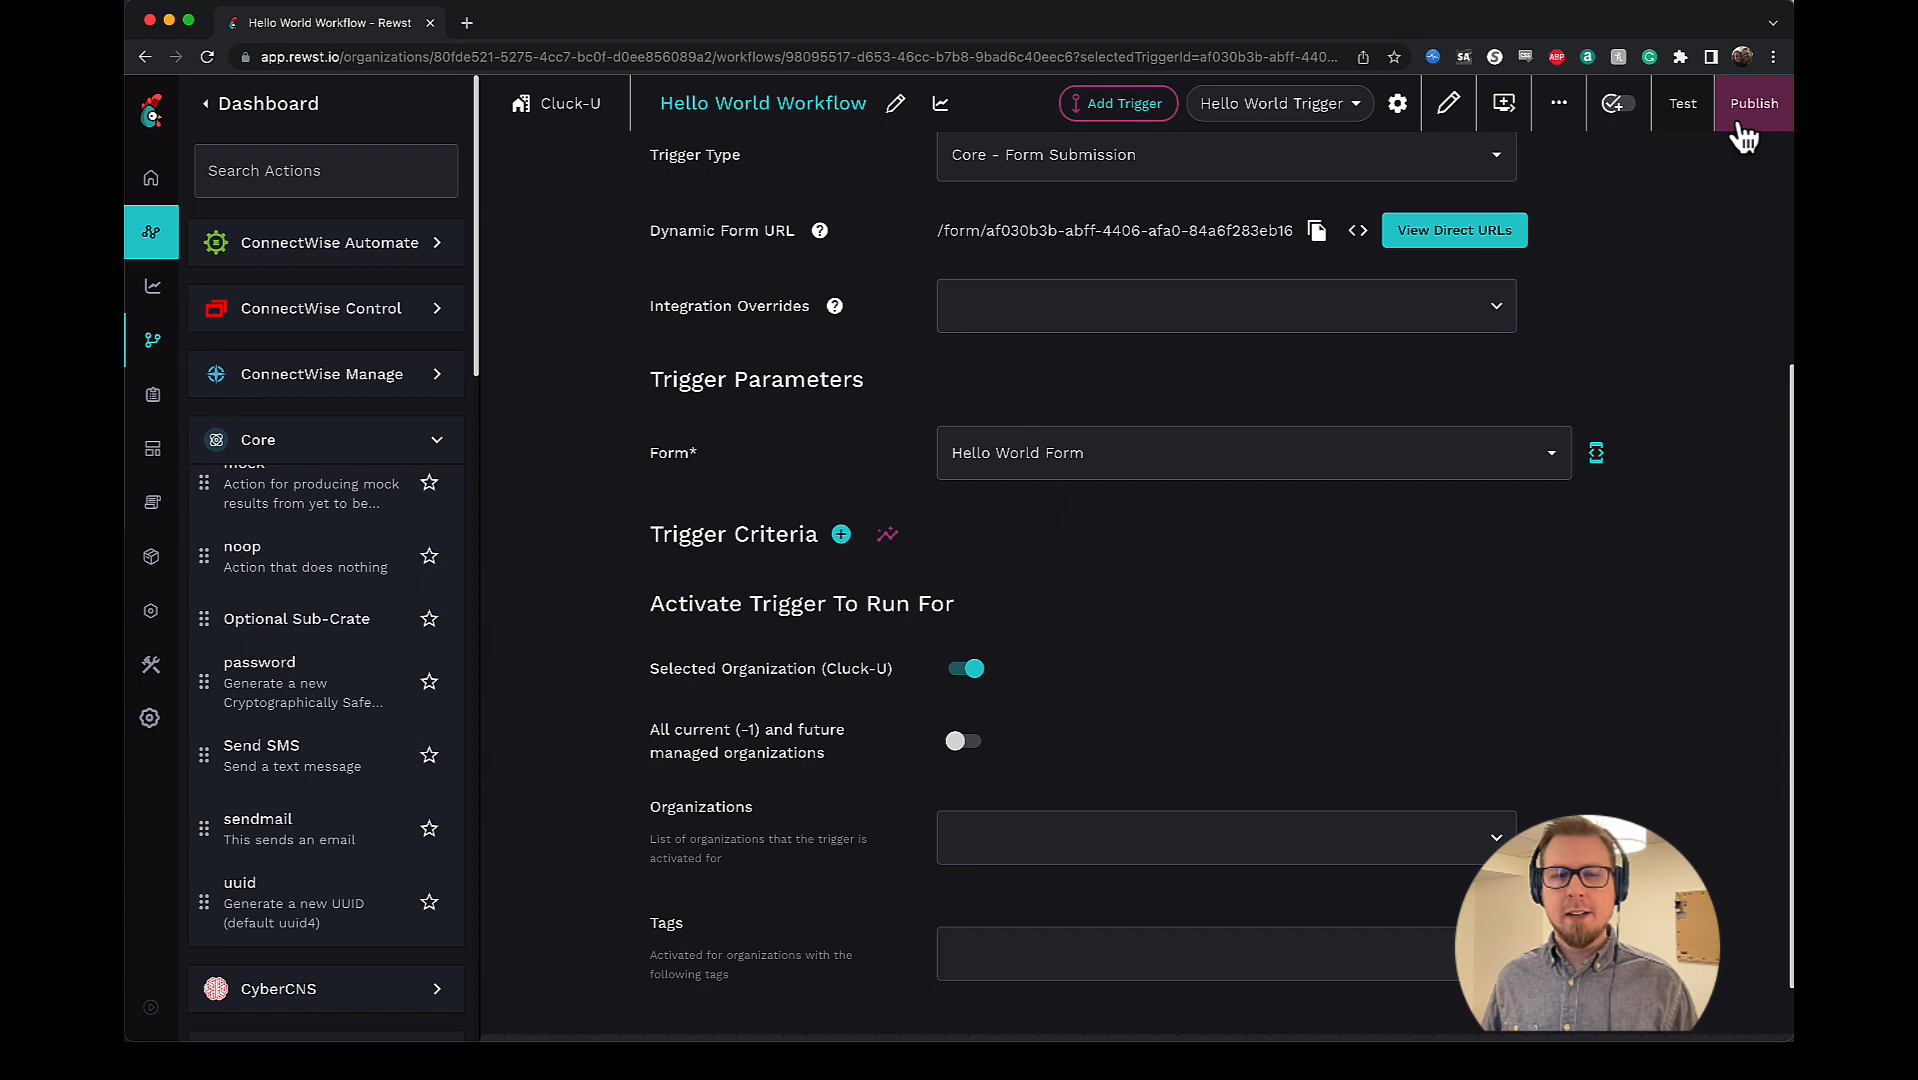 Hello World Workflow - Rewst
app.rewst.io/organizations/80fde521-5275-4cc7-bc0f-d0ee856089a2/workflows/98095517-d653-46cc-b7b8-9bad6c40eec6?selectedTriggerId=af030b3b-abff-440...
Dashboard
Cluck-U
Hello World Workflow
Add Trigger
Hello World Trigger
Test
Publish
Search Actions
ConnectWise Automate
ConnectWise Control
ConnectWise Manage
Core
mock
Action for producing mock
results from yet to be...
noop
Action that does nothing
Optional Sub-Crate
password
Generate a new
Cryptographically Safe...
Send SMS
Send a text message
sendmail
This sends an email
uuid
Generate a new UUID
(default uuid4)
CyberCNS
Trigger Type
Core - Form Submission
Dynamic Form URL
/form/af030b3b-abff-4406-afa0-84a6f283eb16
View Direct URLs
Integration Overrides
Trigger Parameters
Form*
Hello World Form
Trigger Criteria
Activate Trigger To Run For
Selected Organization (Cluck-U)
All current (-1) and future
managed organizations
Organizations
List of organizations that the trigger is
activated for
Tags
Activated for organizations with the
following tags